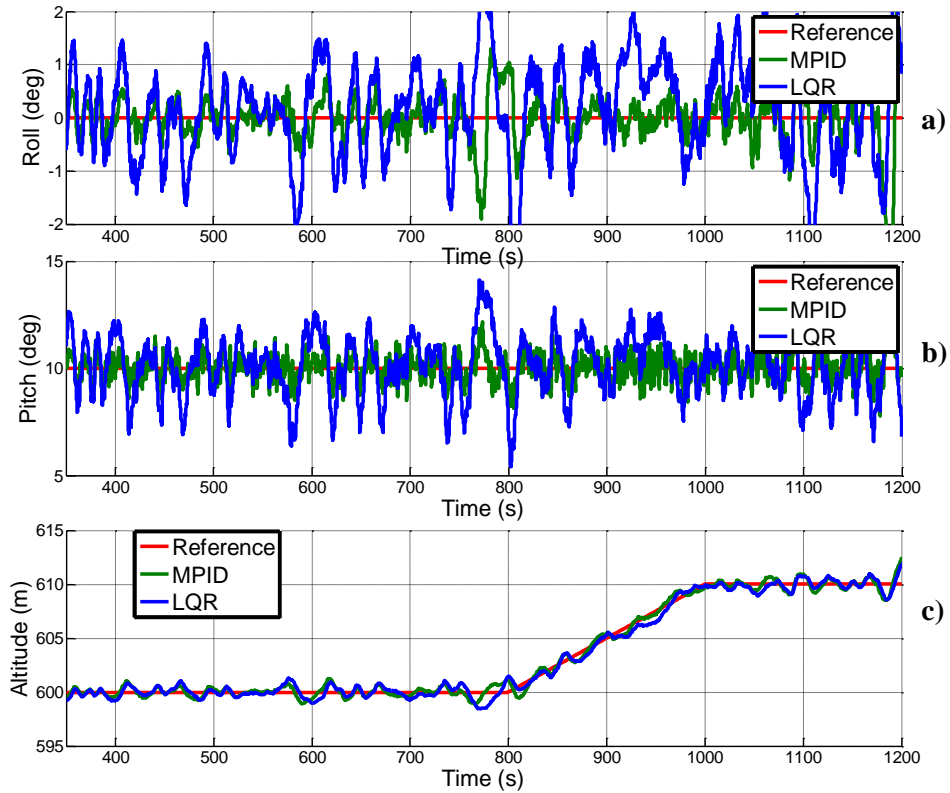 2
1
0
-1
-2
Roll (deg)
Reference
MPID
LQR
a)
400 500 600 700 800 900 1000 1100 1200
Time (s)
15
10
5
Pitch (deg)
Reference
MPID
LQR
b)
400 500 600 700 800 900 1000 1100 1200
Time (s)
615
610
605
600
595
Altitude (m)
Reference
MPID
LQR
c)
400 500 600 700 800 900 1000 1100 1200
Time (s)